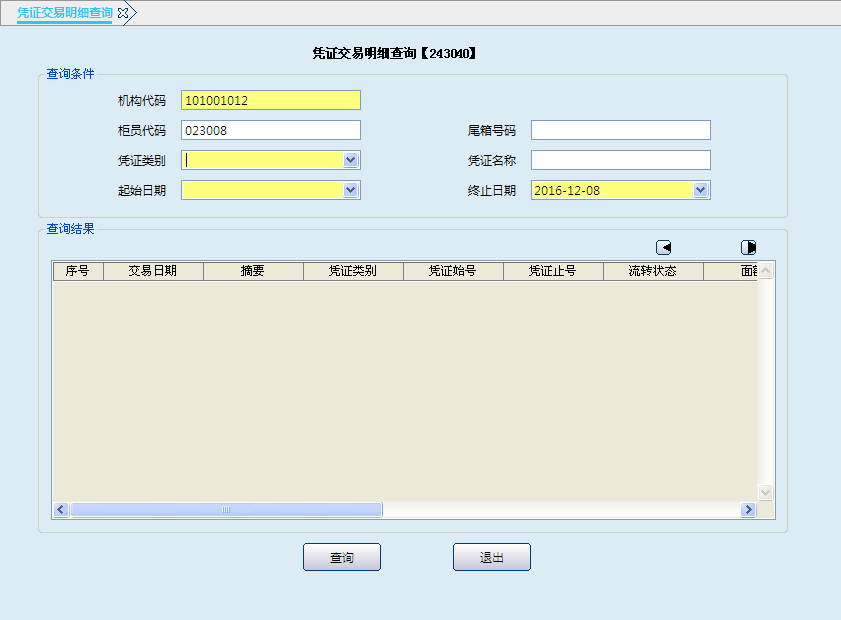 凭证交易明细查询
凭证交易明细查询【243040】
查询条件
机构代码 101001012
柜员代码 023008 尾箱号码
凭证类别 凭证名称
起始日期 终止日期 2016-12-08
查询结果
序号 交易日期 摘要 凭证类别 凭证始号 凭证止号 流转状态 面
查询 退出